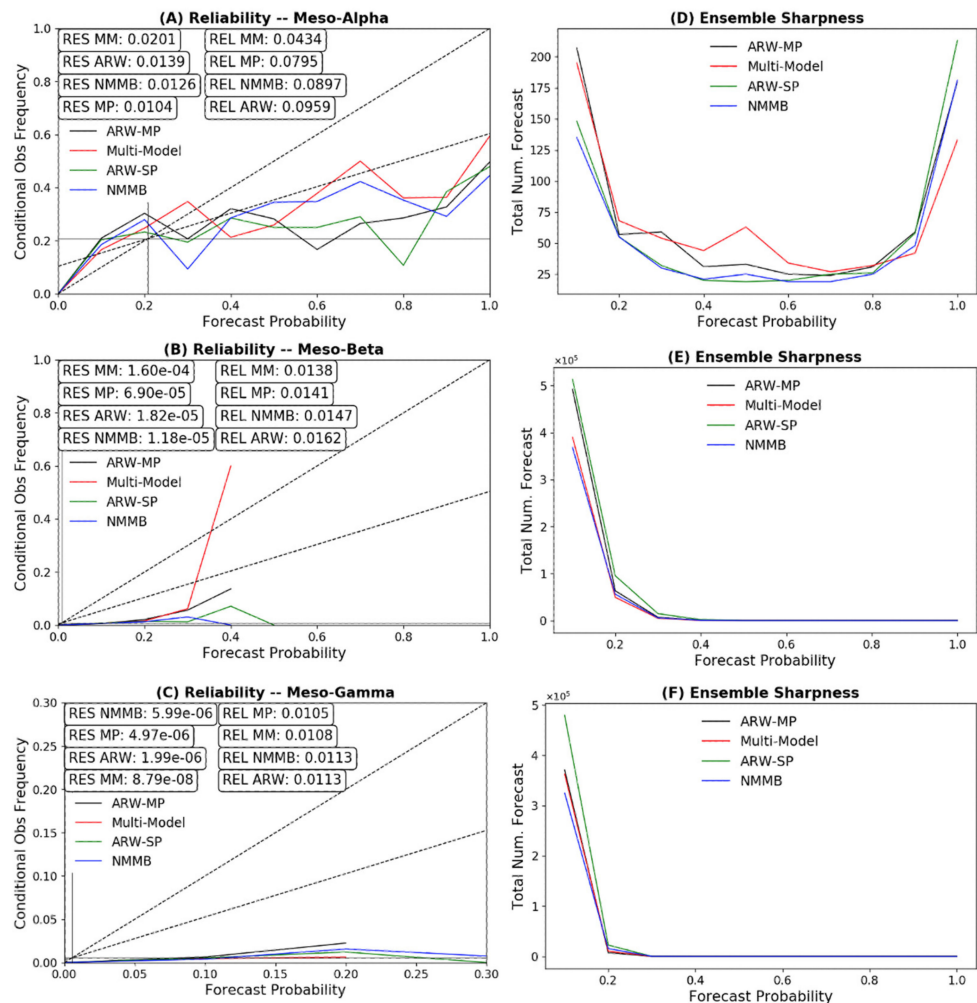 (A) Reliability -- Meso-Alpha
RES MM: 0.0201
REL MM: 0.0434
RES ARW: 0.0139
REL MP: 0.0795
RES NMMB: 0.0126
REL NMMB: 0.0897
RES MP: 0.0104
REL ARW: 0.0959
ARW-MP
Multi-Model
ARW-SP
NMMB
Conditional Obs Frequency
1.0
0.8
0.6
0.4
0.2
0.0
0.0 0.2 0.4 0.6 0.8 1.0
Forecast Probability
(D) Ensemble Sharpness
ARW-MP
Multi-Model
ARW-SP
NMMB
Total Num. Forecast
200
175
150
125
100
75
50
25
0.2 0.4 0.6 0.8 1.0
Forecast Probability
(B) Reliability -- Meso-Beta
RES MM: 1.60e-04
REL MM: 0.0138
RES MP: 6.90e-05
REL MP: 0.0141
RES ARW: 1.82e-05
REL NMMB: 0.0147
RES NMMB: 1.18e-05
REL ARW: 0.0162
ARW-MP
Multi-Model
ARW-SP
NMMB
Conditional Obs Frequency
1.0
0.8
0.6
0.4
0.2
0.0
0.0 0.2 0.4 0.6 0.8 1.0
Forecast Probability
(E) Ensemble Sharpness
×10⁵
ARW-MP
Multi-Model
ARW-SP
NMMB
Total Num. Forecast
5
4
3
2
1
0
0.2 0.4 0.6 0.8 1.0
Forecast Probability
(C) Reliability -- Meso-Gamma
RES NMMB: 5.99e-06
REL MP: 0.0105
RES MP: 4.97e-06
REL MM: 0.0108
RES ARW: 1.99e-06
REL NMMB: 0.0113
RES MM: 8.79e-08
REL ARW: 0.0113
ARW-MP
Multi-Model
ARW-SP
NMMB
Conditional Obs Frequency
0.30
0.25
0.20
0.15
0.10
0.05
0.00
0.00 0.05 0.10 0.15 0.20 0.25 0.30
Forecast Probability
(F) Ensemble Sharpness
×10⁵
ARW-MP
Multi-Model
ARW-SP
NMMB
Total Num. Forecast
5
4
3
2
1
0
0.2 0.4 0.6 0.8 1.0
Forecast Probability